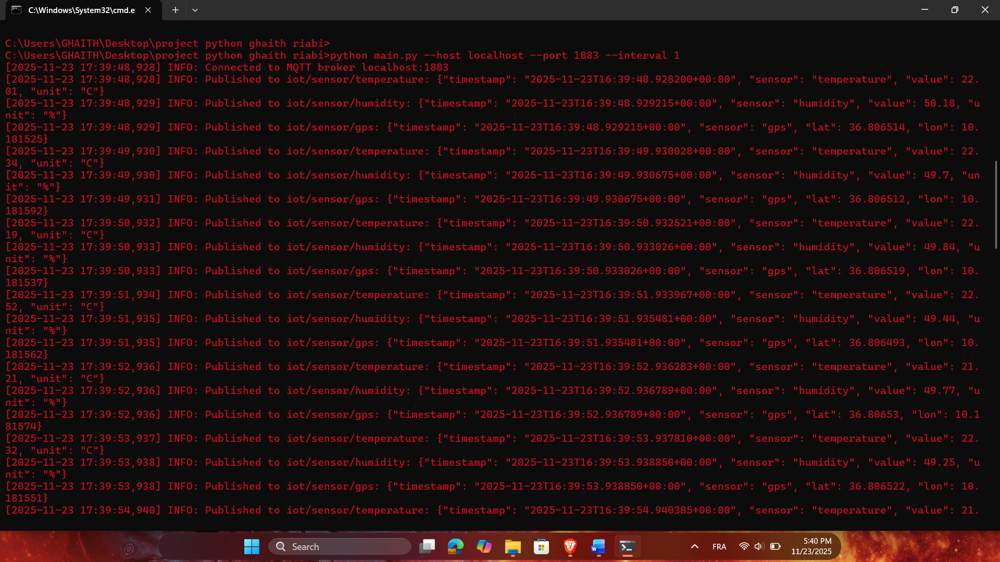 C:\Windows\System32\cmd.e
C:\Users\GHAITH\Desktop\project python ghaith riabi>
C:\Users\GHAITH\Desktop\project python ghaith riabi>python main.py --host localhost --port 1883 --interval 1
[2025-11-23 17:39:48,928] INFO: Connected to MQTT broker localhost:1883
[2025-11-23 17:39:48,928] INFO: Published to iot/sensor/temperature: {"timestamp": "2025-11-23T16:39:48.928200+00:00", "sensor": "temperature", "value": 22.
01, "unit": "C"}
[2025-11-23 17:39:48,929] INFO: Published to iot/sensor/humidity: {"timestamp": "2025-11-23T16:39:48.929215+00:00", "sensor": "humidity", "value": 50.18, "u
nit": "%"}
[2025-11-23 17:39:48,929] INFO: Published to iot/sensor/gps: {"timestamp": "2025-11-23T16:39:48.929215+00:00", "sensor": "gps", "lat": 36.806514, "lon": 10.
181525}
[2025-11-23 17:39:49,930] INFO: Published to iot/sensor/temperature: {"timestamp": "2025-11-23T16:39:49.930028+00:00", "sensor": "temperature", "value": 22.
34, "unit": "C"}
[2025-11-23 17:39:49,930] INFO: Published to iot/sensor/humidity: {"timestamp": "2025-11-23T16:39:49.930675+00:00", "sensor": "humidity", "value": 49.7, "un
it": "%"}
[2025-11-23 17:39:49,931] INFO: Published to iot/sensor/gps: {"timestamp": "2025-11-23T16:39:49.930675+00:00", "sensor": "gps", "lat": 36.806512, "lon": 10.
181592}
[2025-11-23 17:39:50,932] INFO: Published to iot/sensor/temperature: {"timestamp": "2025-11-23T16:39:50.932521+00:00", "sensor": "temperature", "value": 22.
19, "unit": "C"}
[2025-11-23 17:39:50,933] INFO: Published to iot/sensor/humidity: {"timestamp": "2025-11-23T16:39:50.933026+00:00", "sensor": "humidity", "value": 49.84, "u
nit": "%"}
[2025-11-23 17:39:50,933] INFO: Published to iot/sensor/gps: {"timestamp": "2025-11-23T16:39:50.933026+00:00", "sensor": "gps", "lat": 36.806519, "lon": 10.
181537}
[2025-11-23 17:39:51,934] INFO: Published to iot/sensor/temperature: {"timestamp": "2025-11-23T16:39:51.933967+00:00", "sensor": "temperature", "value": 22.
52, "unit": "C"}
[2025-11-23 17:39:51,935] INFO: Published to iot/sensor/humidity: {"timestamp": "2025-11-23T16:39:51.935481+00:00", "sensor": "humidity", "value": 49.44, "u
nit": "%"}
[2025-11-23 17:39:51,935] INFO: Published to iot/sensor/gps: {"timestamp": "2025-11-23T16:39:51.935481+00:00", "sensor": "gps", "lat": 36.806493, "lon": 10.
181562}
[2025-11-23 17:39:52,936] INFO: Published to iot/sensor/temperature: {"timestamp": "2025-11-23T16:39:52.936283+00:00", "sensor": "temperature", "value": 21.
21, "unit": "C"}
[2025-11-23 17:39:52,936] INFO: Published to iot/sensor/humidity: {"timestamp": "2025-11-23T16:39:52.936789+00:00", "sensor": "humidity", "value": 49.77, "u
nit": "%"}
[2025-11-23 17:39:52,936] INFO: Published to iot/sensor/gps: {"timestamp": "2025-11-23T16:39:52.936789+00:00", "sensor": "gps", "lat": 36.80653, "lon": 10.1
81574}
[2025-11-23 17:39:53,937] INFO: Published to iot/sensor/temperature: {"timestamp": "2025-11-23T16:39:53.937810+00:00", "sensor": "temperature", "value": 22.
32, "unit": "C"}
[2025-11-23 17:39:53,938] INFO: Published to iot/sensor/humidity: {"timestamp": "2025-11-23T16:39:53.938850+00:00", "sensor": "humidity", "value": 49.25, "u
nit": "%"}
[2025-11-23 17:39:53,938] INFO: Published to iot/sensor/gps: {"timestamp": "2025-11-23T16:39:53.938850+00:00", "sensor": "gps", "lat": 36.806522, "lon": 10.
181551}
[2025-11-23 17:39:54,940] INFO: Published to iot/sensor/temperature: {"timestamp": "2025-11-23T16:39:54.940385+00:00", "sensor": "temperature", "value": 21.
Search
FRA
5:40 PM
11/23/2025